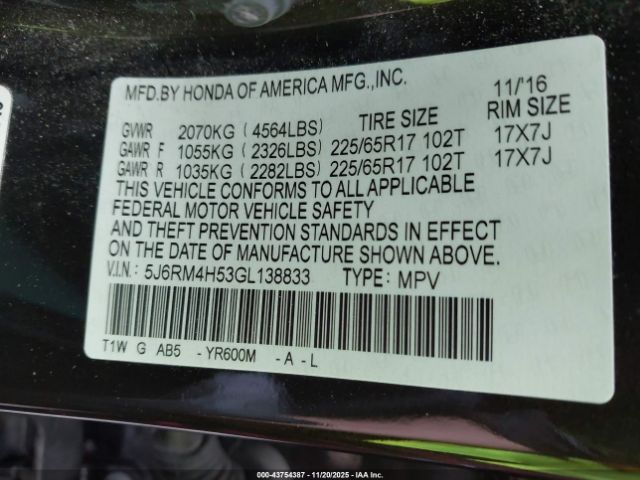 MFD.BY HONDA OF AMERICA MFG.,INC. 11/'16
GVWR 2070KG ( 4564LBS) TIRE SIZE RIM SIZE
GAWR F 1055KG ( 2326LBS) 225/65R17 102T 17X7J
GAWR R 1035KG ( 2282LBS) 225/65R17 102T 17X7J
THIS VEHICLE CONFORMS TO ALL APPLICABLE
FEDERAL MOTOR VEHICLE SAFETY
AND THEFT PREVENTION STANDARDS IN EFFECT
ON THE DATE OF MANUFACTURE SHOWN ABOVE.
V.I.N.: 5J6RM4H53GL138833 TYPE: MPV
T1W G AB5 -YR600M -A-L
000-43754387 - 11/20/2025 - IAA Inc.